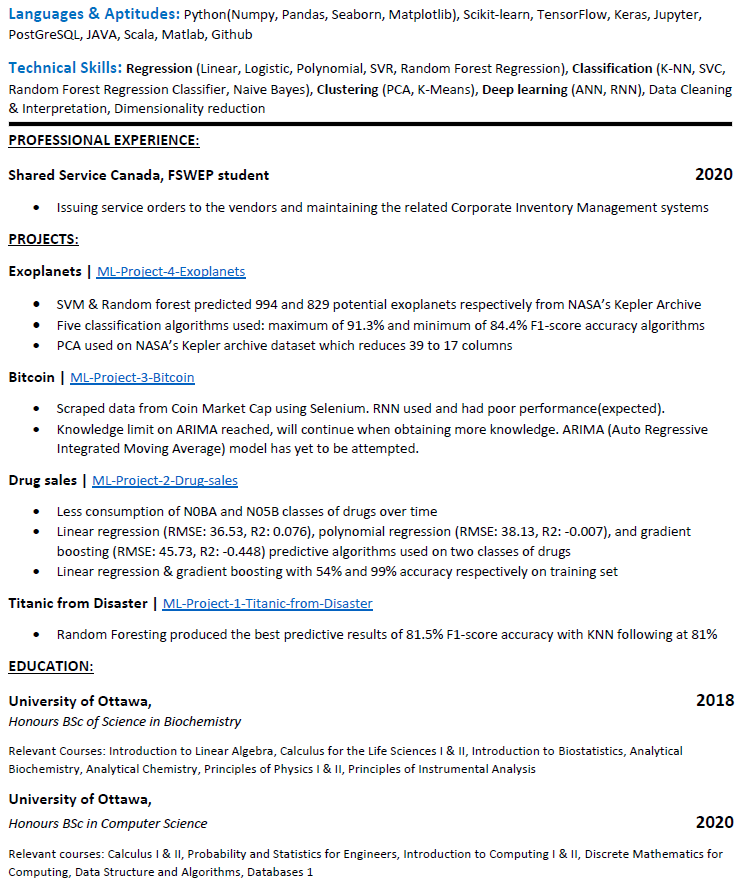 Languages & Aptitudes: Python(Numpy, Pandas, Seaborn, Matplotlib), Scikit-learn, TensorFlow, Keras, Jupyter,
PostGreSQL, JAVA, Scala, Matlab, Github
Technical Skills: Regression (Linear, Logistic, Polynomial, SVR, Random Forest Regression), Classification (K-NN, SVC,
Random Forest Regression Classifier, Naive Bayes), Clustering (PCA, K-Means), Deep learning (ANN, RNN), Data Cleaning
& Interpretation, Dimensionality reduction
PROFESSIONAL EXPERIENCE:
Shared Service Canada, FSWEP student 2020
• Issuing service orders to the vendors and maintaining the related Corporate Inventory Management systems
PROJECTS:
Exoplanets | ML-Project-4-Exoplanets
• SVM & Random forest predicted 994 and 829 potential exoplanets respectively from NASA's Kepler Archive
• Five classification algorithms used: maximum of 91.3% and minimum of 84.4% F1-score accuracy algorithms
• PCA used on NASA's Kepler archive dataset which reduces 39 to 17 columns
Bitcoin | ML-Project-3-Bitcoin
• Scraped data from Coin Market Cap using Selenium. RNN used and had poor performance(expected).
• Knowledge limit on ARIMA reached, will continue when obtaining more knowledge. ARIMA (Auto Regressive
Integrated Moving Average) model has yet to be attempted.
Drug sales | ML-Project-2-Drug-sales
• Less consumption of N0BA and N05B classes of drugs over time
• Linear regression (RMSE: 36.53, R2: 0.076), polynomial regression (RMSE: 38.13, R2: -0.007), and gradient
boosting (RMSE: 45.73, R2: -0.448) predictive algorithms used on two classes of drugs
• Linear regression & gradient boosting with 54% and 99% accuracy respectively on training set
Titanic from Disaster | ML-Project-1-Titanic-from-Disaster
• Random Foresting produced the best predictive results of 81.5% F1-score accuracy with KNN following at 81%
EDUCATION:
University of Ottawa, 2018
Honours BSc of Science in Biochemistry
Relevant Courses: Introduction to Linear Algebra, Calculus for the Life Sciences I & II, Introduction to Biostatistics, Analytical
Biochemistry, Analytical Chemistry, Principles of Physics I & II, Principles of Instrumental Analysis
University of Ottawa,
Honours BSc in Computer Science 2020
Relevant courses: Calculus I & II, Probability and Statistics for Engineers, Introduction to Computing I & II, Discrete Mathematics for
Computing, Data Structure and Algorithms, Databases 1